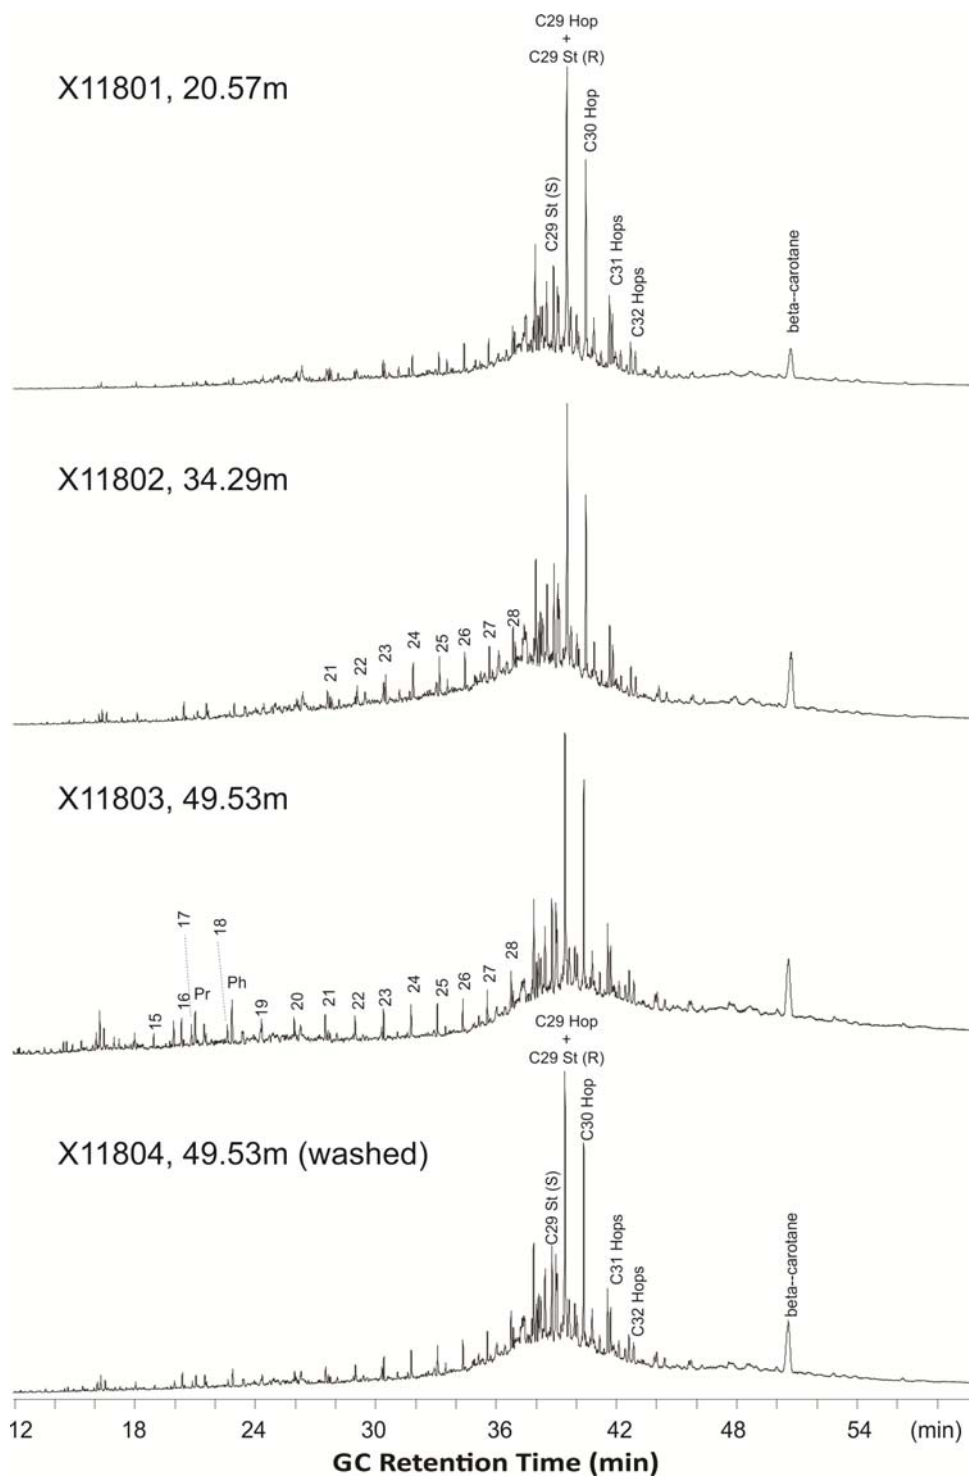 C29 Hop
+
C29 St (R)
X11801, 20.57m
C30 Hop
C29 St (S)
C31 Hops
C32 Hops
beta--carotane
X11802, 34.29m
21
22
23
24
25
26
27
28
X11803, 49.53m
15
16
17
Pr
18
Ph
19
20
21
22
23
24
25
26
27
28
C29 Hop
+
C29 St (R)
X11804, 49.53m (washed)
C30 Hop
C29 St (S)
C31 Hops
C32 Hops
beta--carotane
12 18 24 30 36 42 48 54 (min)
GC Retention Time (min)